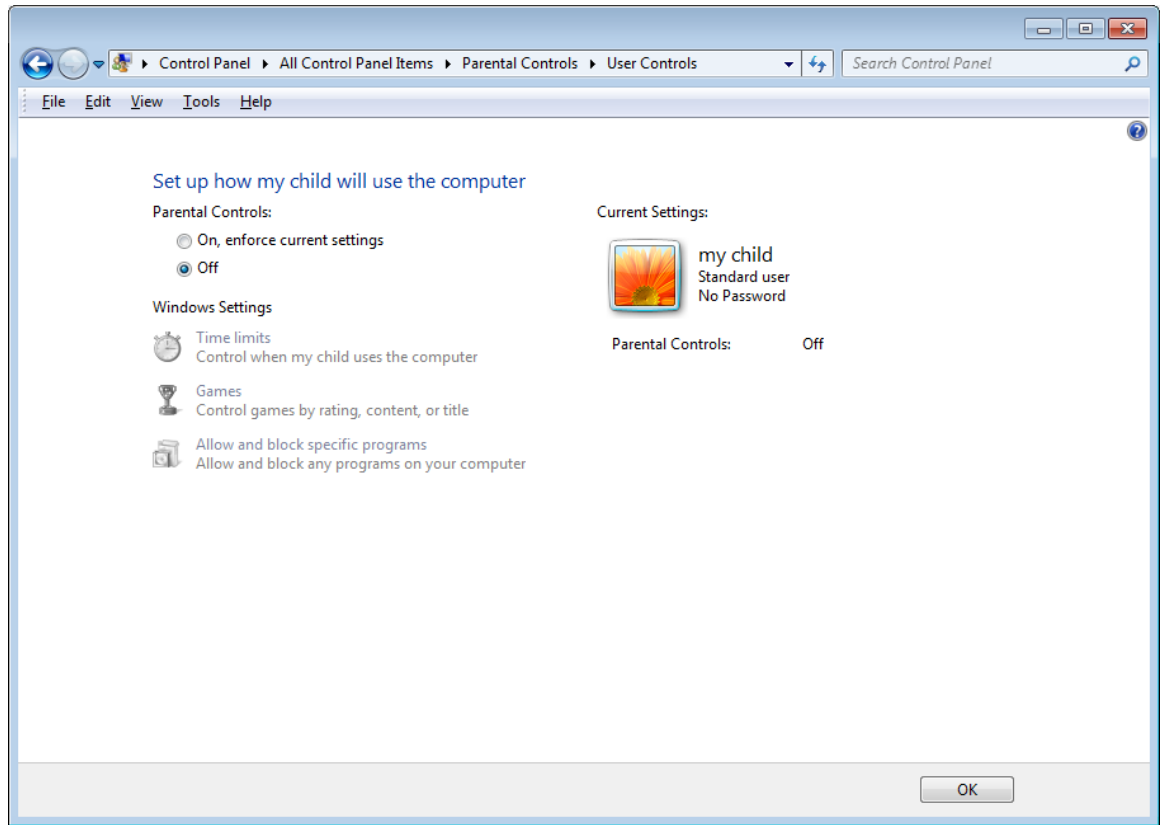 Control Panel All Control Panel Items Parental Controls User Controls
Search Control Panel
File Edit View Tools Help
Set up how my child will use the computer
Parental Controls:
On, enforce current settings
Off
Windows Settings
Time limits
Control when my child uses the computer
Games
Control games by rating, content, or title
Allow and block specific programs
Allow and block any programs on your computer
Current Settings:
my child
Standard user
No Password
Parental Controls: Off
OK